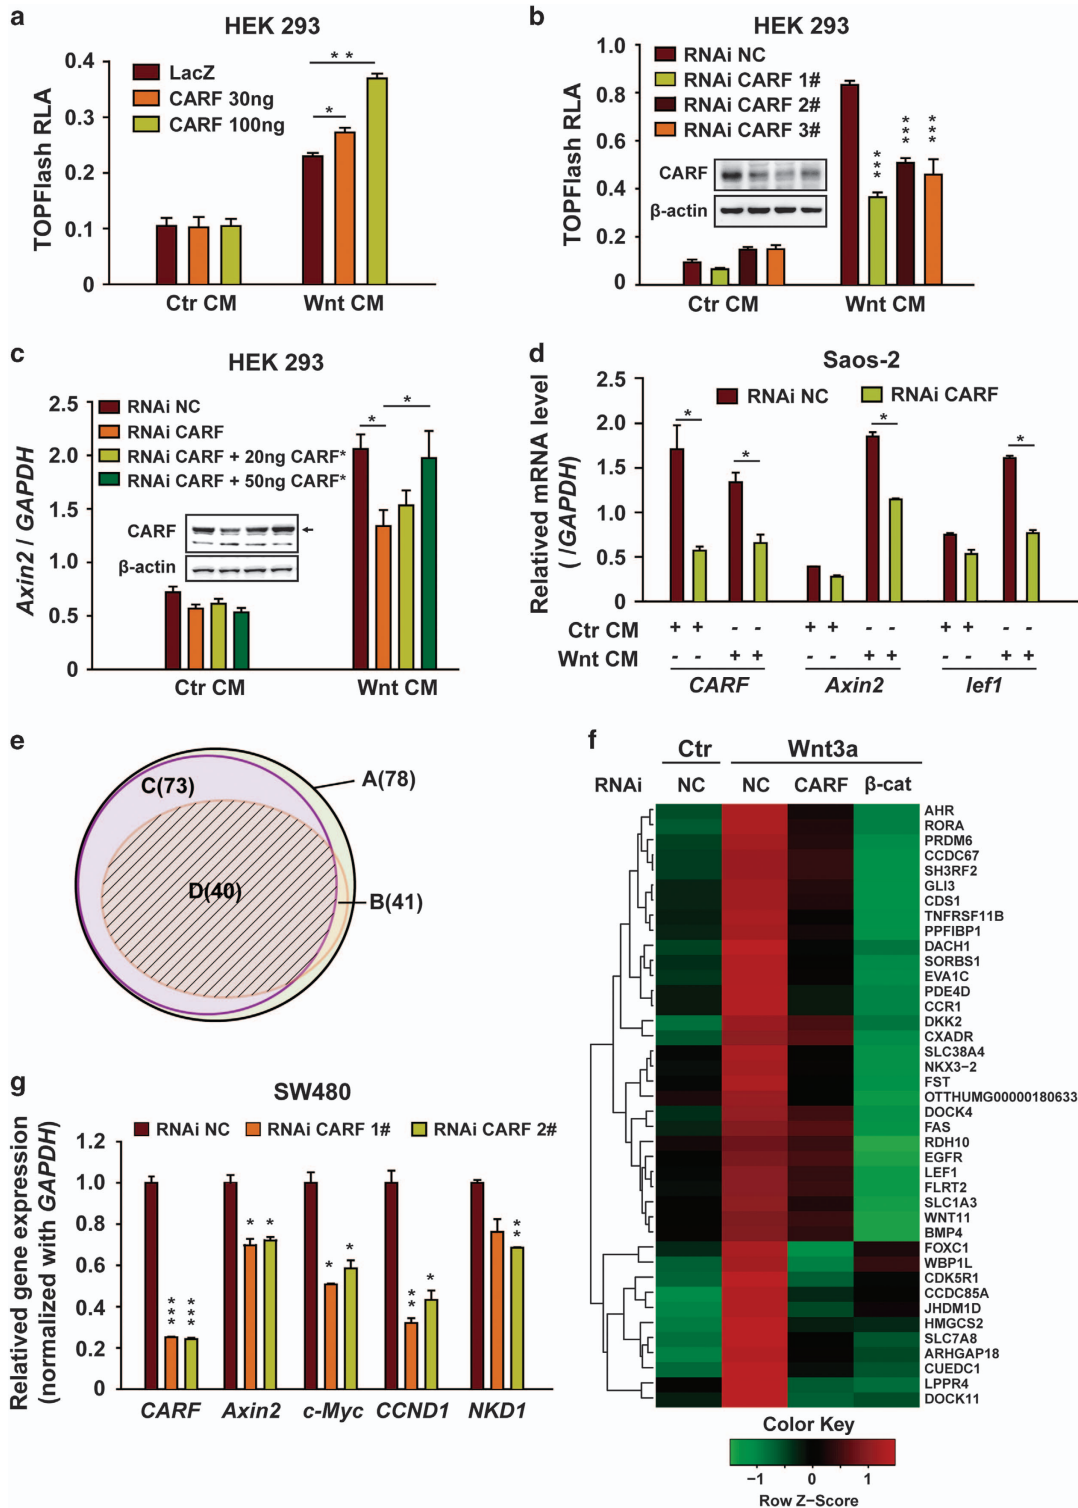 a
HEK 293
TOPFlash RLA
0.4
0.3
0.2
0.1
0
LacZ
CARF 30ng
CARF 100ng
* *
*
Ctr CM
Wnt CM
b
HEK 293
TOPFlash RLA
1.0
0.8
0.6
0.4
0.2
0
RNAi NC
RNAi CARF 1#
RNAi CARF 2#
RNAi CARF 3#
CARF
β-actin
***
***
***
Ctr CM
Wnt CM
c
HEK 293
Axin2 / GAPDH
2.5
2.0
1.5
1.0
0.5
0
RNAi NC
RNAi CARF
RNAi CARF + 20ng CARF*
RNAi CARF + 50ng CARF*
CARF
β-actin
*
*
Ctr CM
Wnt CM
d
Saos-2
Relatived mRNA level
(/GAPDH)
2.5
2.0
1.5
1.0
0.5
0
RNAi NC
RNAi CARF
*
*
*
*
Ctr CM + + - - + + - - + + - -
Wnt CM - - + + - - + + - - + +
CARF
Axin2
lef1
e
C(73)
A(78)
D(40)
B(41)
f
Ctr
Wnt3a
RNAi NC NC CARF β-cat
AHR
RORA
PRDM6
CCDC67
SH3RF2
GLI3
CDS1
TNFRSF11B
PPFIBP1
DACH1
SORBS1
EVA1C
PDE4D
CCR1
DKK2
CXADR
SLC38A4
NKX3-2
FST
OTTHUMG00000180633
DOCK4
FAS
RDH10
EGFR
LEF1
FLRT2
SLC1A3
WNT11
BMP4
FOXC1
WBP1L
CDK5R1
CCDC85A
JHDM1D
HMGCS2
SLC7A8
ARHGAP18
CUEDC1
LPPR4
DOCK11
Color Key
−1 0 1
Row Z−Score
g
SW480
Relatived gene expression
(normalized with GAPDH)
RNAi NC
RNAi CARF 1#
RNAi CARF 2#
1.2
1.0
0.8
0.6
0.4
0.2
0
***
***
*
*
*
*
**
*
**
CARF
Axin2
c-Myc
CCND1
NKD1